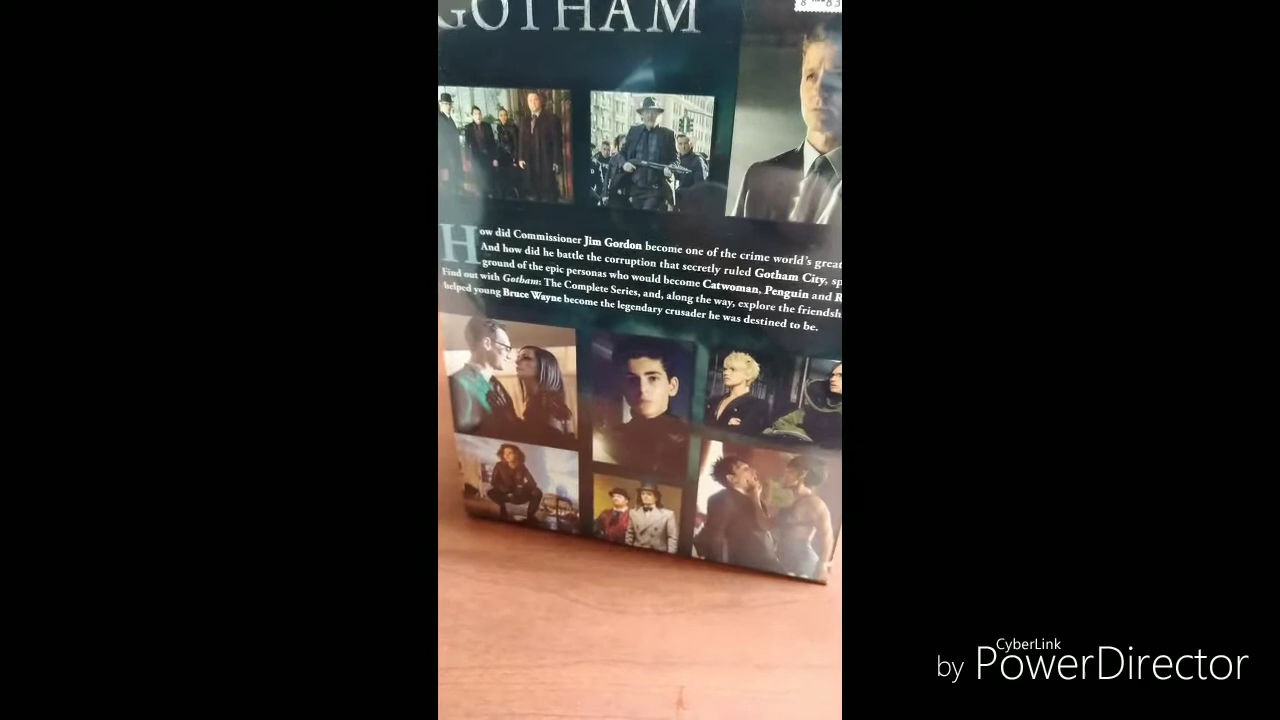 GOTHAM
How did Commissioner Jim Gordon become one of the crime world's
And how did he battle the corruption that secretly ruled Gotham City,
ground of the epic personas who would become Catwoman, Penguin and
Find out with Gotham: The Complete Series, and, along the way, explore the
helped young Bruce Wayne become the legendary crusader he was destined to be.
CyberLink
by PowerDirector